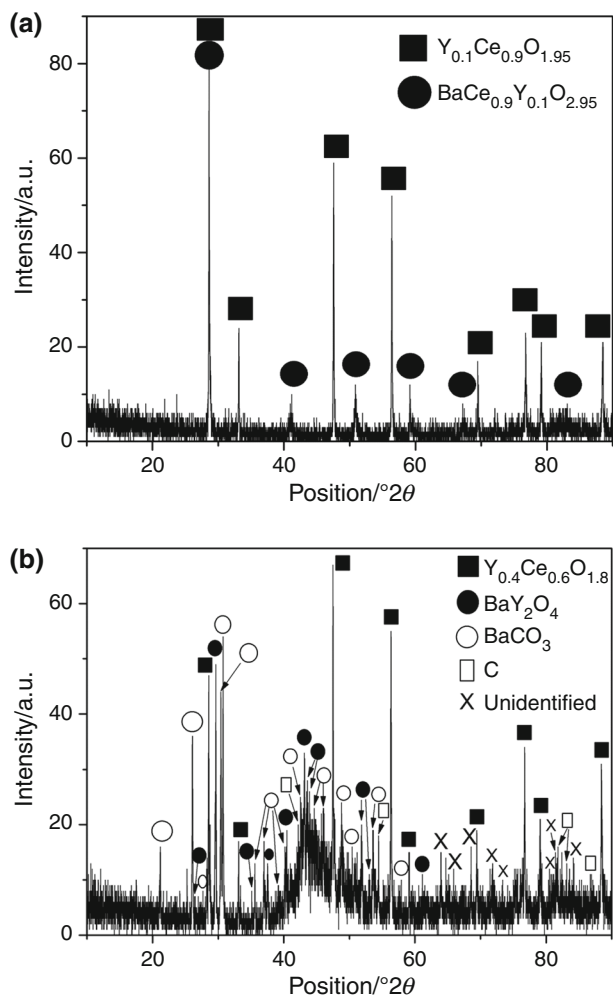 (a)
80
60
40
20
0
Intensity/a.u.
Y0.1Ce0.9O1.95
BaCe0.9Y0.1O2.95
20 40 60 80
Position/°2θ
(b)
60
40
20
0
Intensity/a.u.
Y0.4Ce0.6O1.8
BaY2O4
BaCO3
C
X Unidentified
X X X X X X X X
20 40 60 80
Position/°2θ